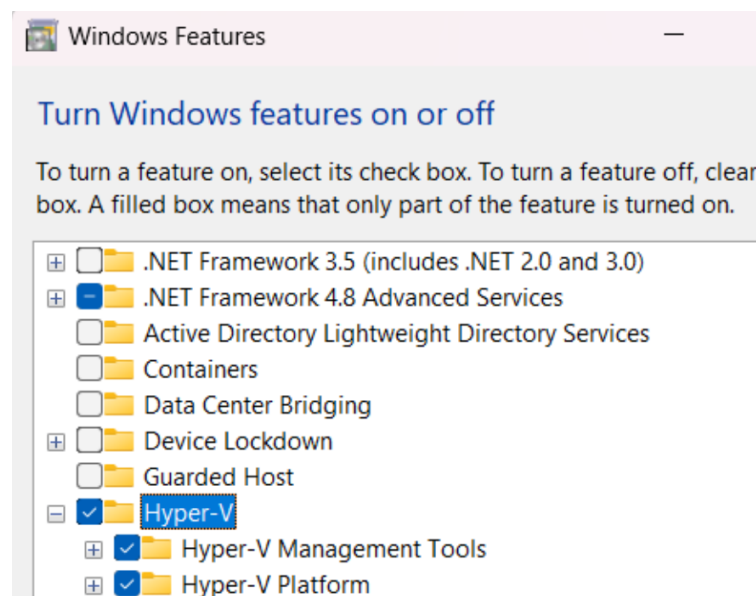 Windows Features
Turn Windows features on or off
To turn a feature on, select its check box. To turn a feature off, clear
box. A filled box means that only part of the feature is turned on.
.NET Framework 3.5 (includes .NET 2.0 and 3.0)
.NET Framework 4.8 Advanced Services
Active Directory Lightweight Directory Services
Containers
Data Center Bridging
Device Lockdown
Guarded Host
Hyper-V
Hyper-V Management Tools
Hyper-V Platform